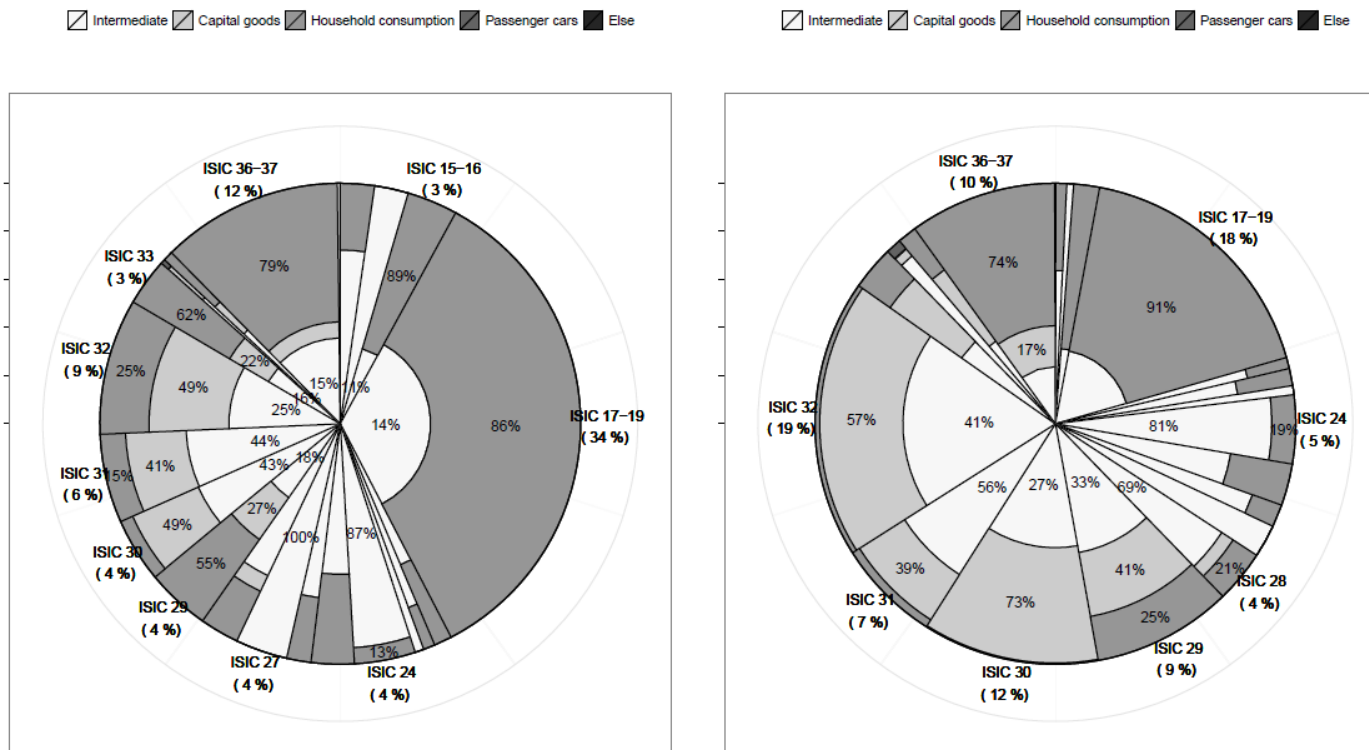 Intermediate Capital goods Household consumption Passenger cars Else
ISIC 36–37
( 12 %)
ISIC 15–16
( 3 %)
ISIC 33
( 3 %)
79%
89%
62%
ISIC 32
( 9 %)
25%
49%
22%
16%
15%
11%
25%
14%
86%
ISIC 17–19
( 34 %)
ISIC 31
( 6 %)
15%
41%
44%
43%
18%
49%
27%
100%
87%
ISIC 30
( 4 %)
55%
ISIC 29
( 4 %)
13%
ISIC 27
( 4 %)
ISIC 24
( 4 %)
Intermediate Capital goods Household consumption Passenger cars Else
ISIC 36–37
( 10 %)
ISIC 17–19
( 18 %)
74%
91%
17%
ISIC 32
( 19 %)
57%
41%
81%
19%
ISIC 24
( 5 %)
56%
27%
33%
69%
39%
73%
41%
21%
25%
ISIC 28
( 4 %)
ISIC 31
( 7 %)
ISIC 29
( 9 %)
ISIC 30
( 12 %)